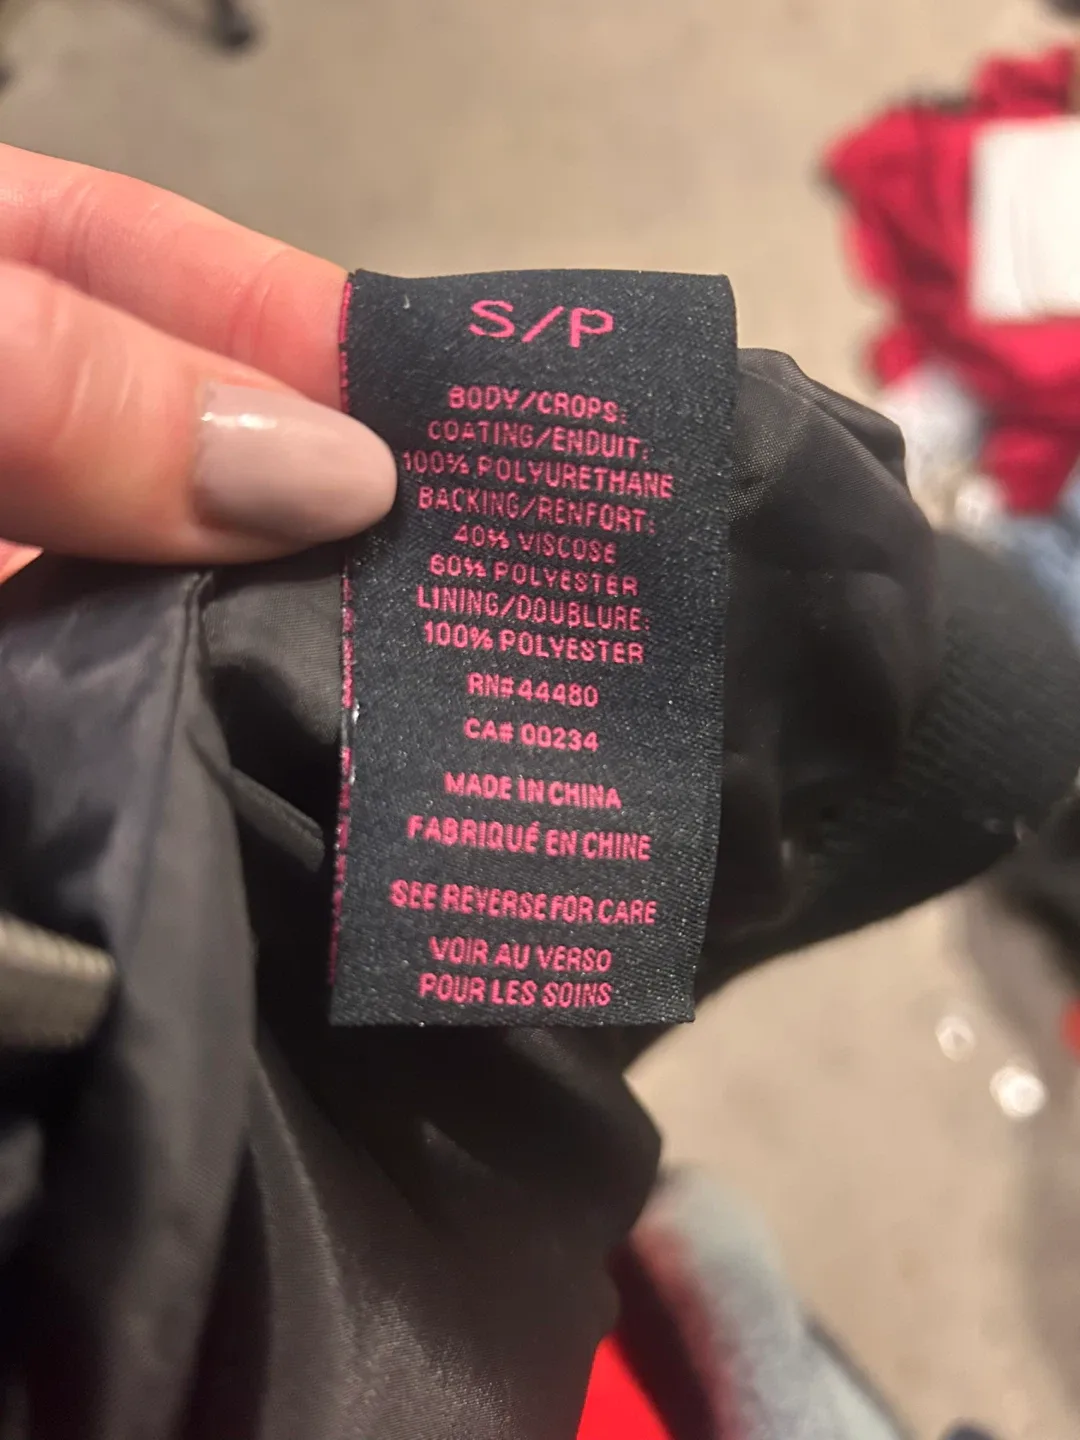 S/P
BODY/CROPS:
COATING/ENDUIT:
100% POLYURETHANE
BACKING/RENFORT:
40% VISCOSE
60% POLYESTER
LINING/DOUBLURE:
100% POLYESTER
RN# 44480
CA# 00234
MADE IN CHINA
FABRIQUÉ EN CHINE
SEE REVERSE FOR CARE
VOIR AU VERSO
POUR LES SOINS